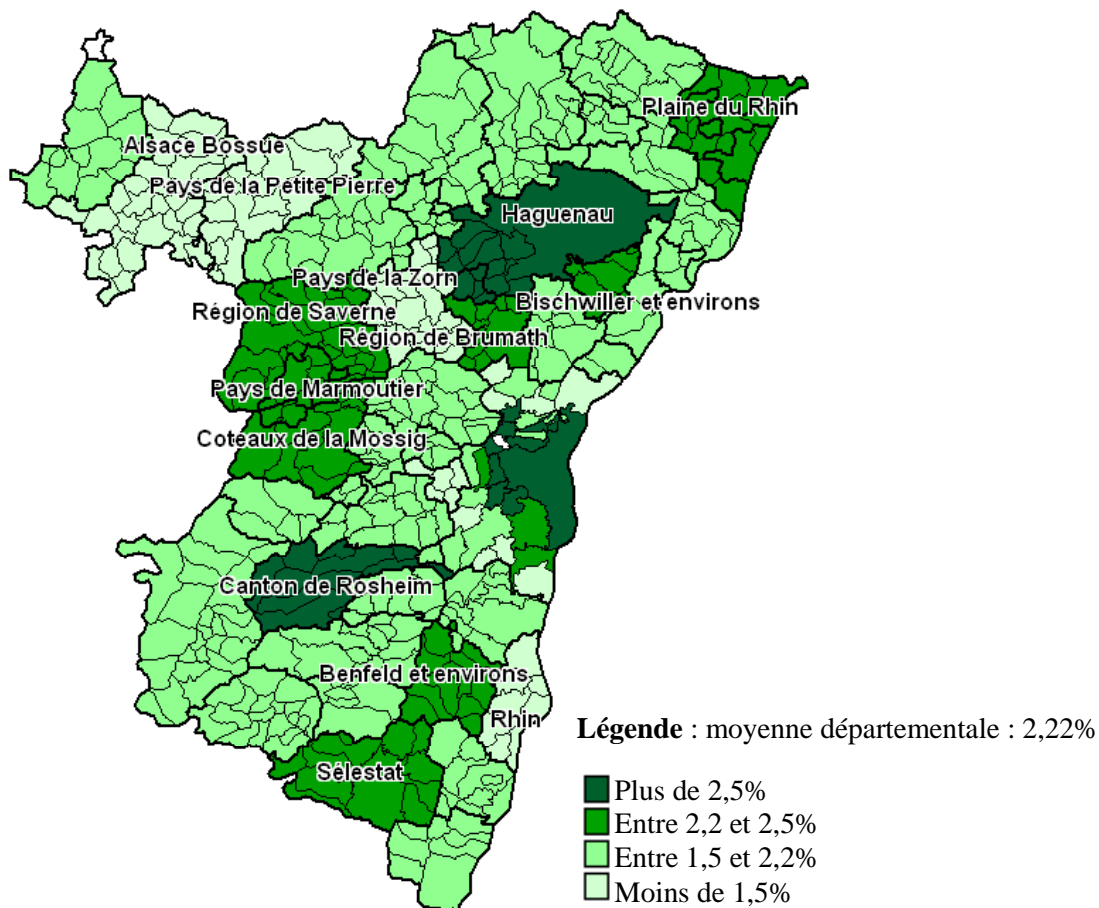 Plaine du Rhin
Alsace Bossue
Pays de la Petite Pierre
Haguenau
Pays de la Zorn
Bischwiller et environs
Région de Saverne
Région de Brumath
Pays de Marmoutier
Coteaux de la Mossig
Canton de Rosheim
Benfeld et environs
Rhin
Sélestat
Légende : moyenne départementale : 2,22%
Plus de 2,5%
Entre 2,2 et 2,5%
Entre 1,5 et 2,2%
Moins de 1,5%